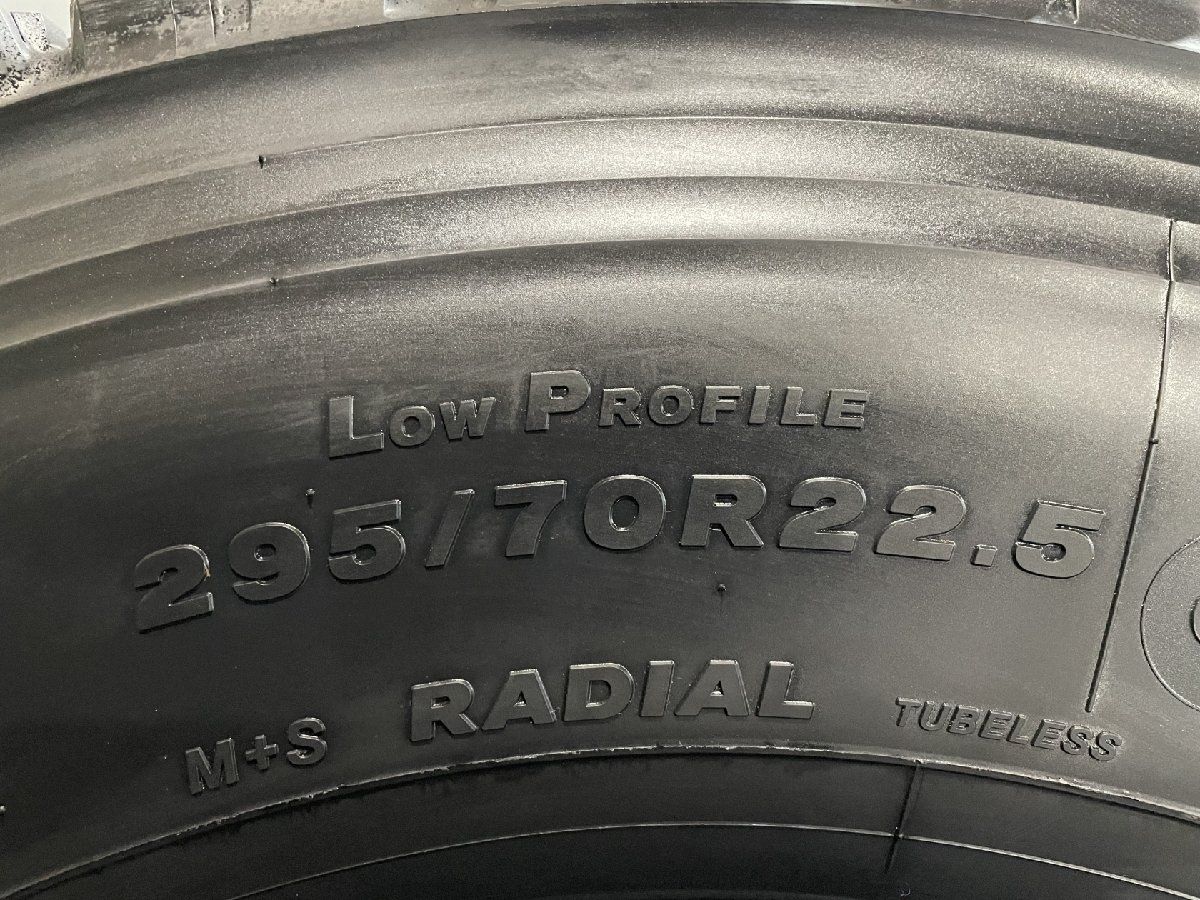 LOW PROFILE
295/70R22.5
M+S RADIAL TUBELESS